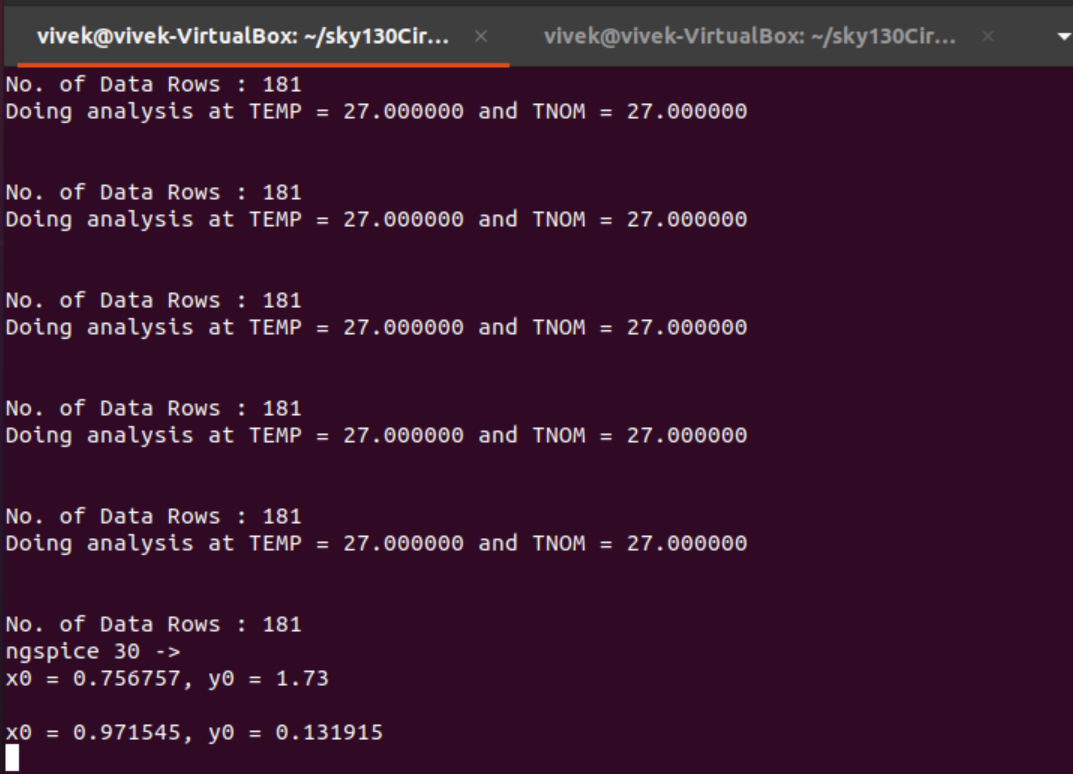 vivek@vivek-VirtualBox: ~/sky130Cir... × vivek@vivek-VirtualBox: ~/sky130Cir... ×
No. of Data Rows : 181
Doing analysis at TEMP = 27.000000 and TNOM = 27.000000
No. of Data Rows : 181
Doing analysis at TEMP = 27.000000 and TNOM = 27.000000
No. of Data Rows : 181
Doing analysis at TEMP = 27.000000 and TNOM = 27.000000
No. of Data Rows : 181
Doing analysis at TEMP = 27.000000 and TNOM = 27.000000
No. of Data Rows : 181
Doing analysis at TEMP = 27.000000 and TNOM = 27.000000
No. of Data Rows : 181
ngspice 30 ->
x0 = 0.756757, y0 = 1.73
x0 = 0.971545, y0 = 0.131915